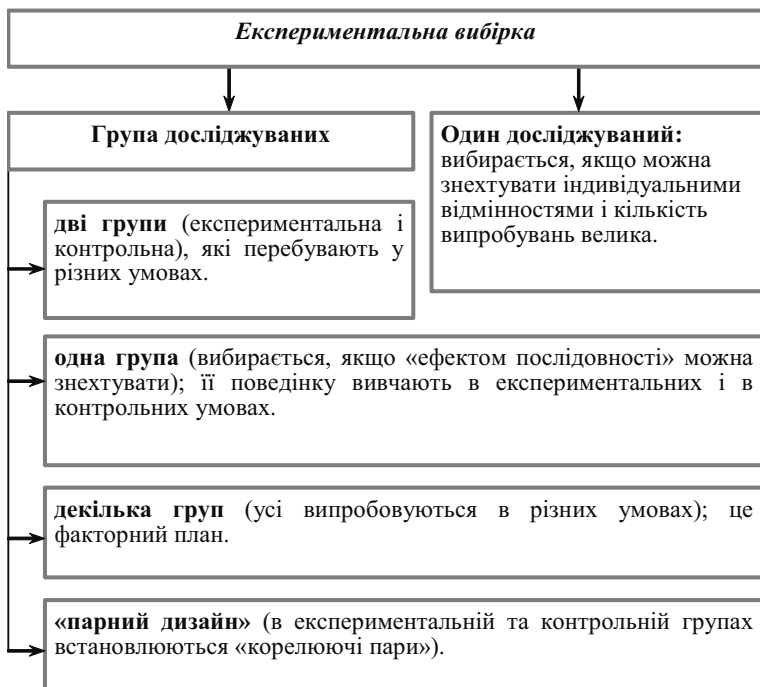 Експериментальна вибірка
Група досліджуваних
Один досліджуваний:
вибирається, якщо можна
знехтувати індивідуальними
відмінностями і кількість
випробувань велика.
дві групи (експериментальна і
контрольна), які перебувають у
різних умовах.
одна група (вибирається, якщо «ефектом послідовності» можна
знехтувати); її поведінку вивчають в експериментальних і в
контрольних умовах.
декілька груп (усі випробовуються в різних умовах); це
факторний план.
«парний дизайн» (в експериментальній та контрольній групах
встановлюються «корелюючі пари»).